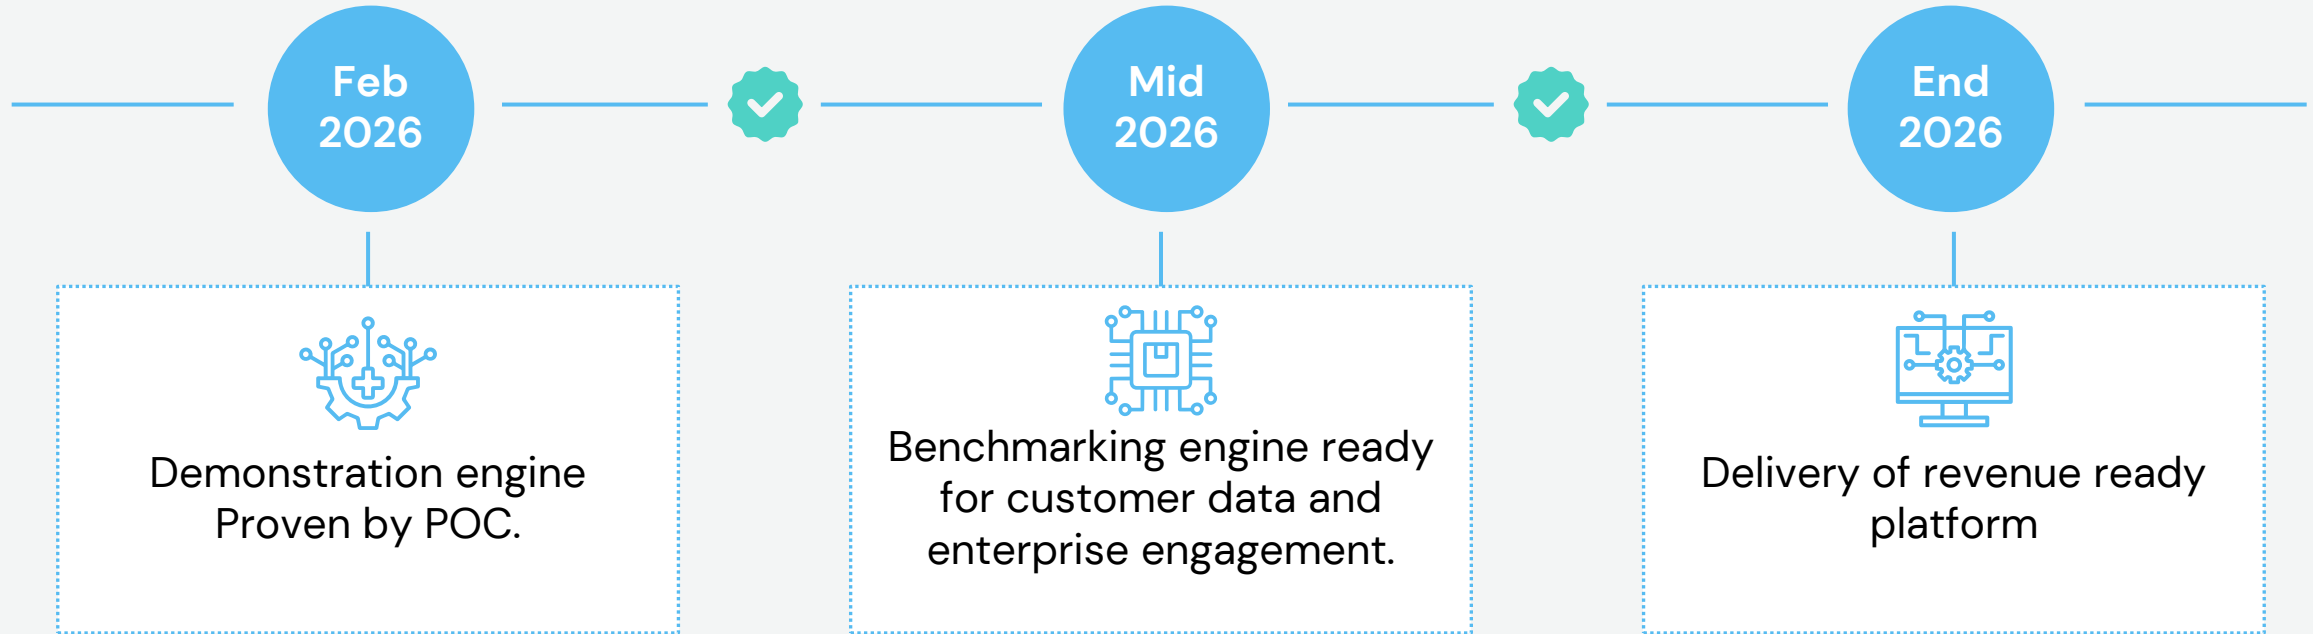 Feb
2026
Mid
2026
End
2026
Demonstration engine
Proven by POC.
Benchmarking engine ready
for customer data and
enterprise engagement.
Delivery of revenue ready
platform